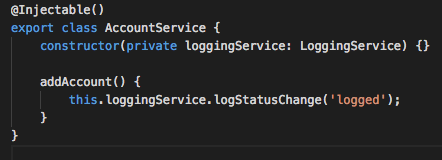 @Injectable()
export class AccountService {
    constructor(private loggingService: LoggingService) {}
    addAccount() {
        this.loggingService.logStatusChange('logged');
    }
}